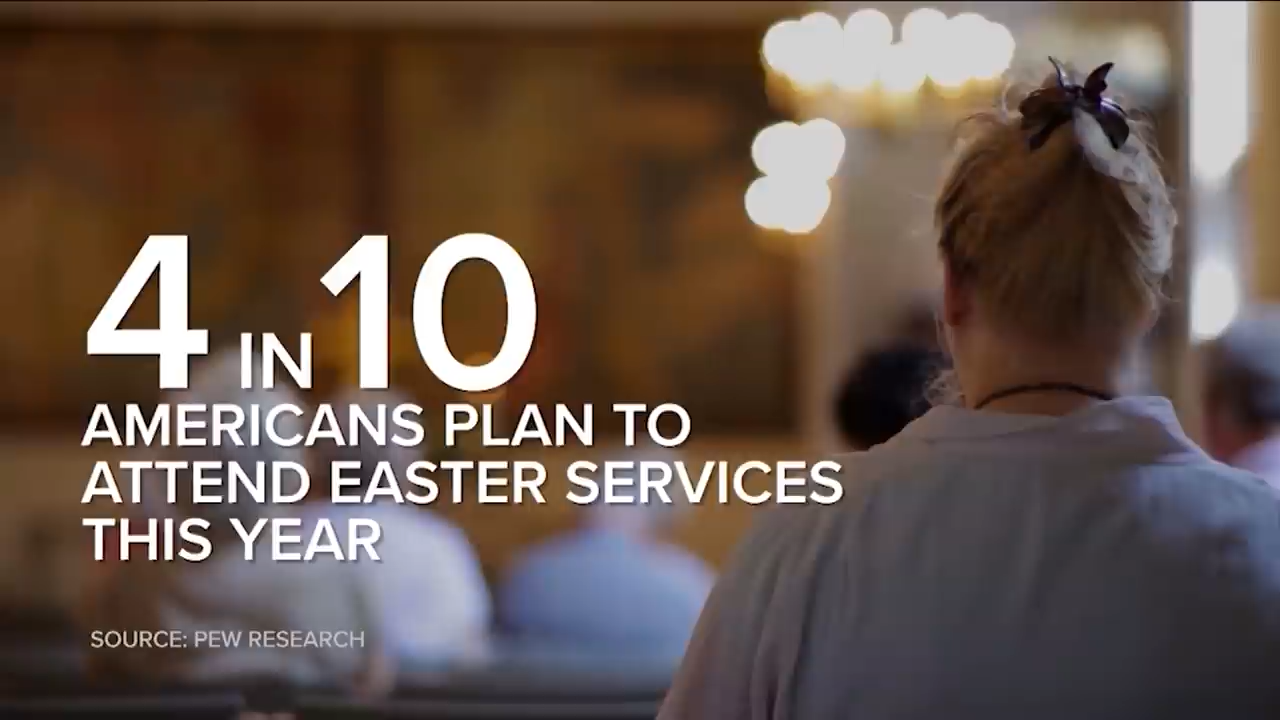 4 IN 10
AMERICANS PLAN TO
ATTEND EASTER SERVICES
THIS YEAR
SOURCE: PEW RESEARCH